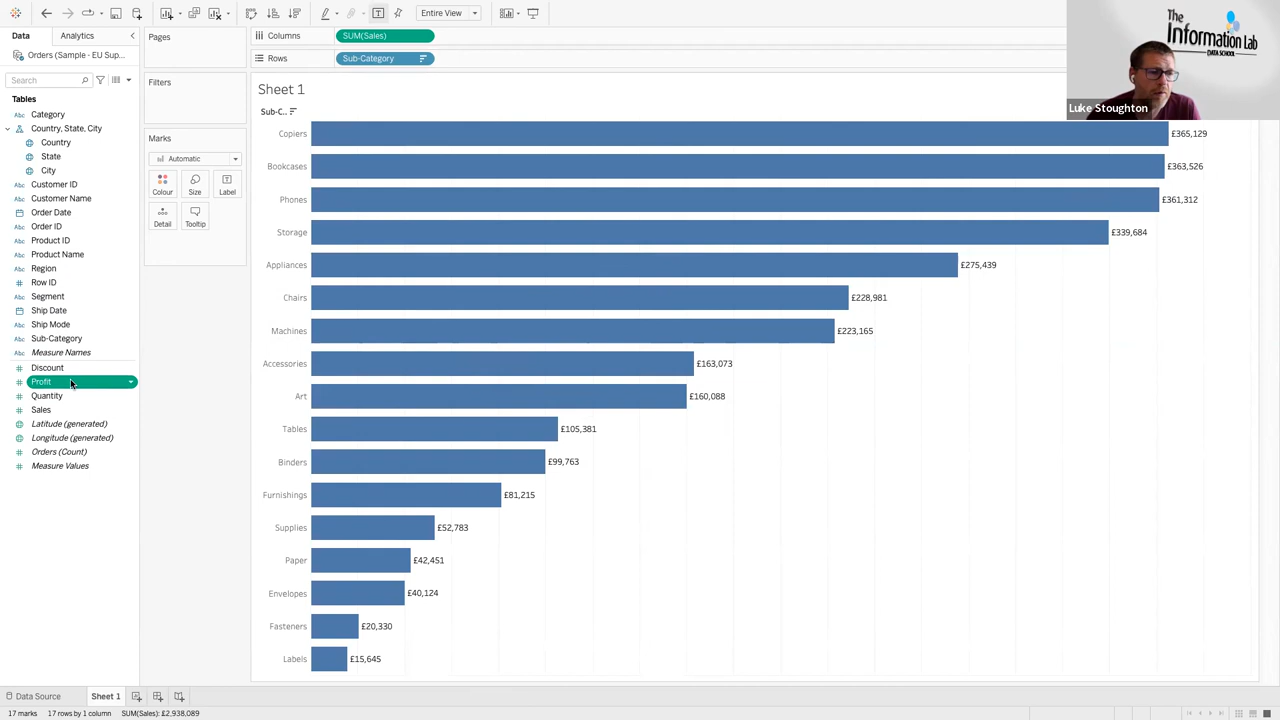 Entire View
Data
Analytics
Pages
Columns
SUM(Sales)
Rows
Sub-Category
The
Information Lab
DATA SCHOOL
Luke Stoughton
Orders (Sample - EU Sup...
Search
Tables
Category
Country, State, City
Country
State
City
Customer ID
Customer Name
Order Date
Order ID
Product ID
Product Name
Region
Row ID
Segment
Ship Date
Ship Mode
Sub-Category
Measure Names
Discount
Profit
Quantity
Sales
Latitude (generated)
Longitude (generated)
Orders (Count)
Measure Values
Filters
Marks
Automatic
Colour
Size
Label
Detail
Tooltip
Sheet 1
Sub-C..
Copiers £365,129
Bookcases £363,526
Phones £361,312
Storage £339,684
Appliances £275,439
Chairs £228,981
Machines £223,165
Accessories £163,073
Art £160,088
Tables £105,381
Binders £99,763
Furnishings £81,215
Supplies £52,783
Paper £42,451
Envelopes £40,124
Fasteners £20,330
Labels £15,645
Data Source
Sheet 1
17 marks
17 rows by 1 column
SUM(Sales): £2,938,089